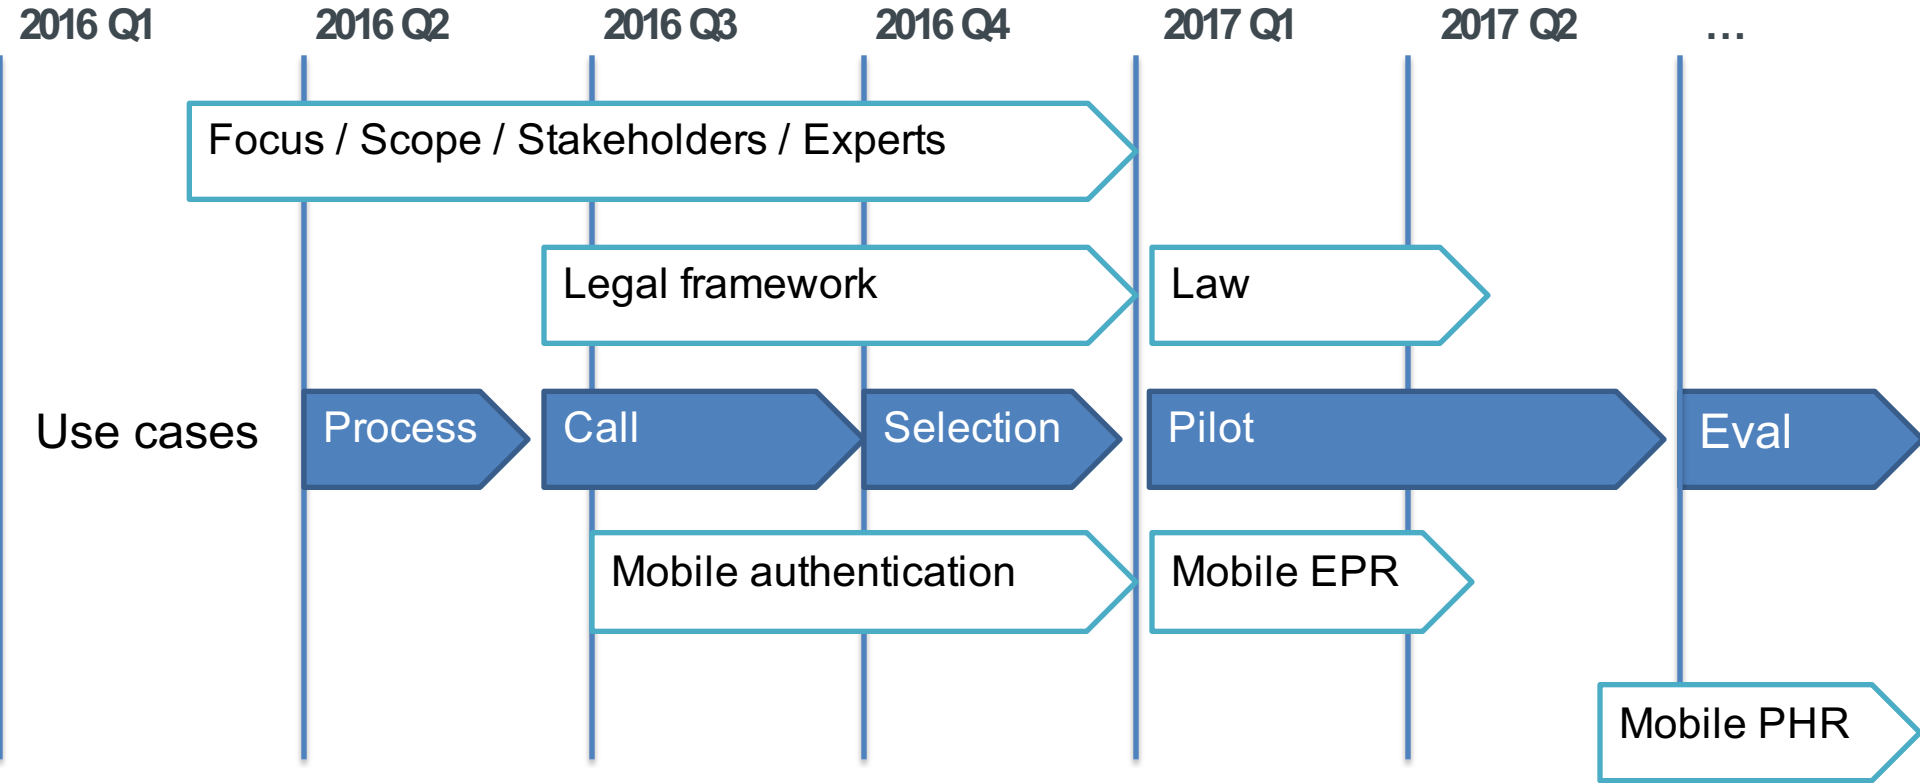 2016 Q1
2016 Q2
2016 Q3
2016 Q4
2017 Q1
2017 Q2
…
Focus / Scope / Stakeholders / Experts
Legal framework
Law
Use cases
Process
Call
Selection
Pilot
Eval
Mobile authentication
Mobile EPR
Mobile PHR